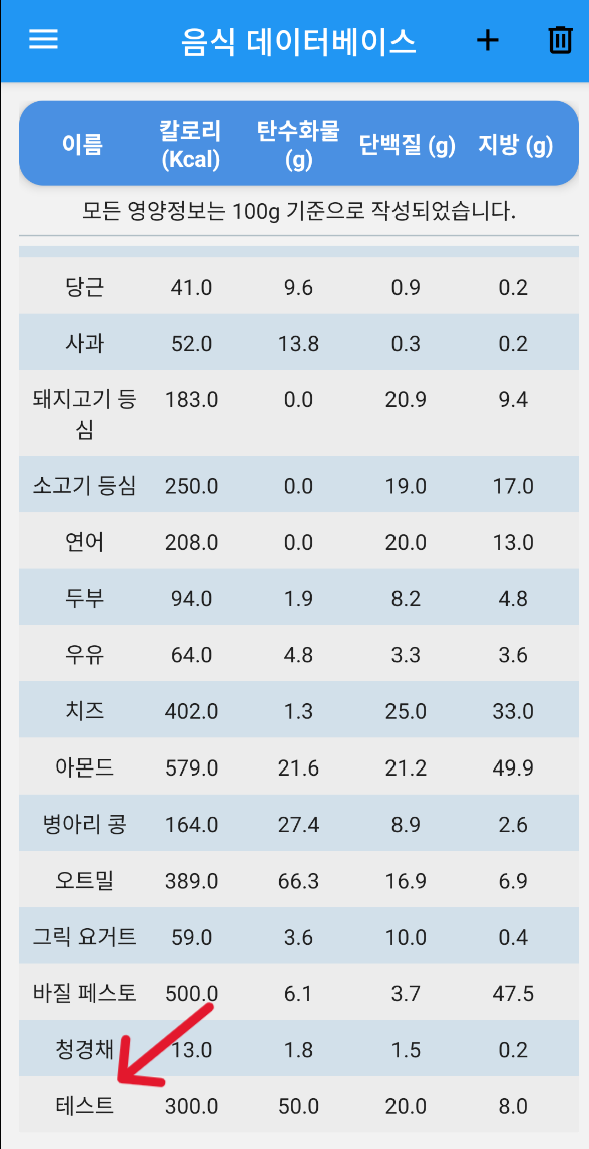 음식 데이터베이스
이름 칼로리 (Kcal) 탄수화물 (g) 단백질 (g) 지방 (g)
모든 영양정보는 100g 기준으로 작성되었습니다.
당근 41.0 9.6 0.9 0.2
사과 52.0 13.8 0.3 0.2
돼지고기 등심 183.0 0.0 20.9 9.4
소고기 등심 250.0 0.0 19.0 17.0
연어 208.0 0.0 20.0 13.0
두부 94.0 1.9 8.2 4.8
우유 64.0 4.8 3.3 3.6
치즈 402.0 1.3 25.0 33.0
아몬드 579.0 21.6 21.2 49.9
병아리 콩 164.0 27.4 8.9 2.6
오트밀 389.0 66.3 16.9 6.9
그릭 요거트 59.0 3.6 10.0 0.4
바질 페스토 500.0 6.1 3.7 47.5
청경채 13.0 1.8 1.5 0.2
테스트 300.0 50.0 20.0 8.0